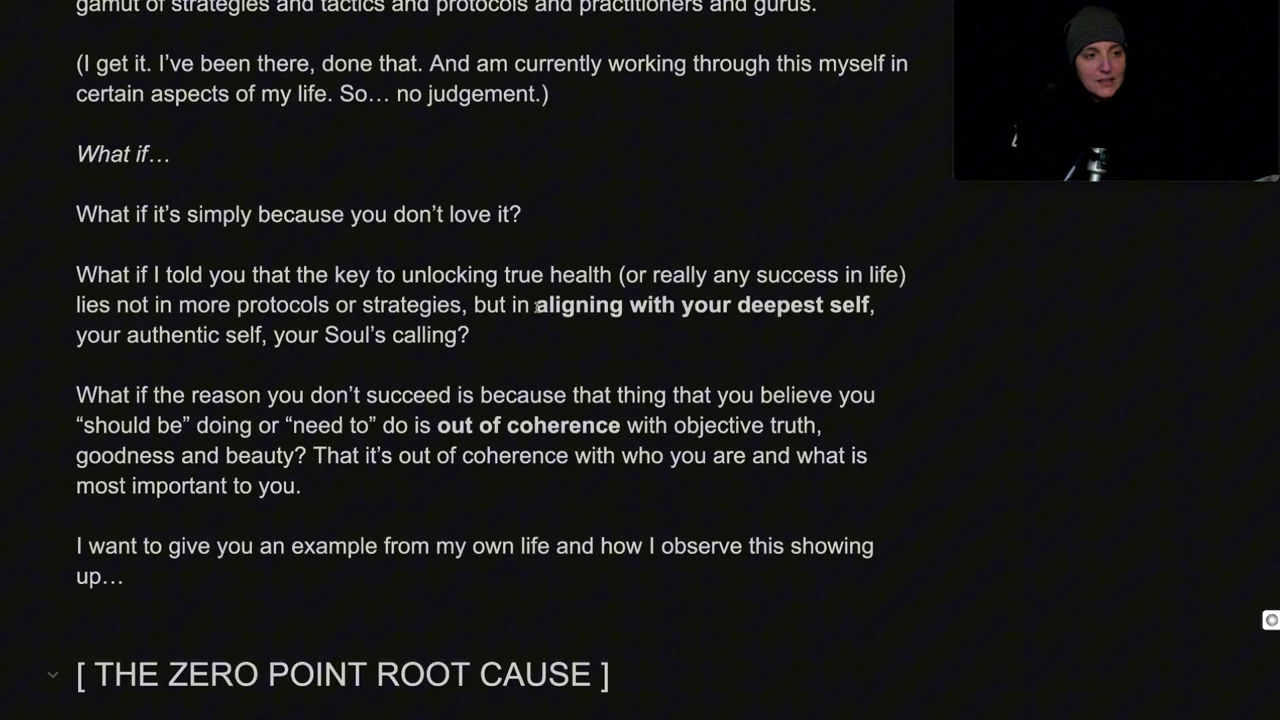 gamut of strategies and tactics and protocols and practitioners and gurus.
(I get it. I’ve been there, done that. And am currently working through this myself in
certain aspects of my life. So… no judgement.)
What if…
What if it’s simply because you don’t love it?
What if I told you that the key to unlocking true health (or really any success in life)
lies not in more protocols or strategies, but in aligning with your deepest self,
your authentic self, your Soul’s calling?
What if the reason you don’t succeed is because that thing that you believe you
“should be” doing or “need to” do is out of coherence with objective truth,
goodness and beauty? That it’s out of coherence with who you are and what is
most important to you.
I want to give you an example from my own life and how I observe this showing
up…
[ THE ZERO POINT ROOT CAUSE ]